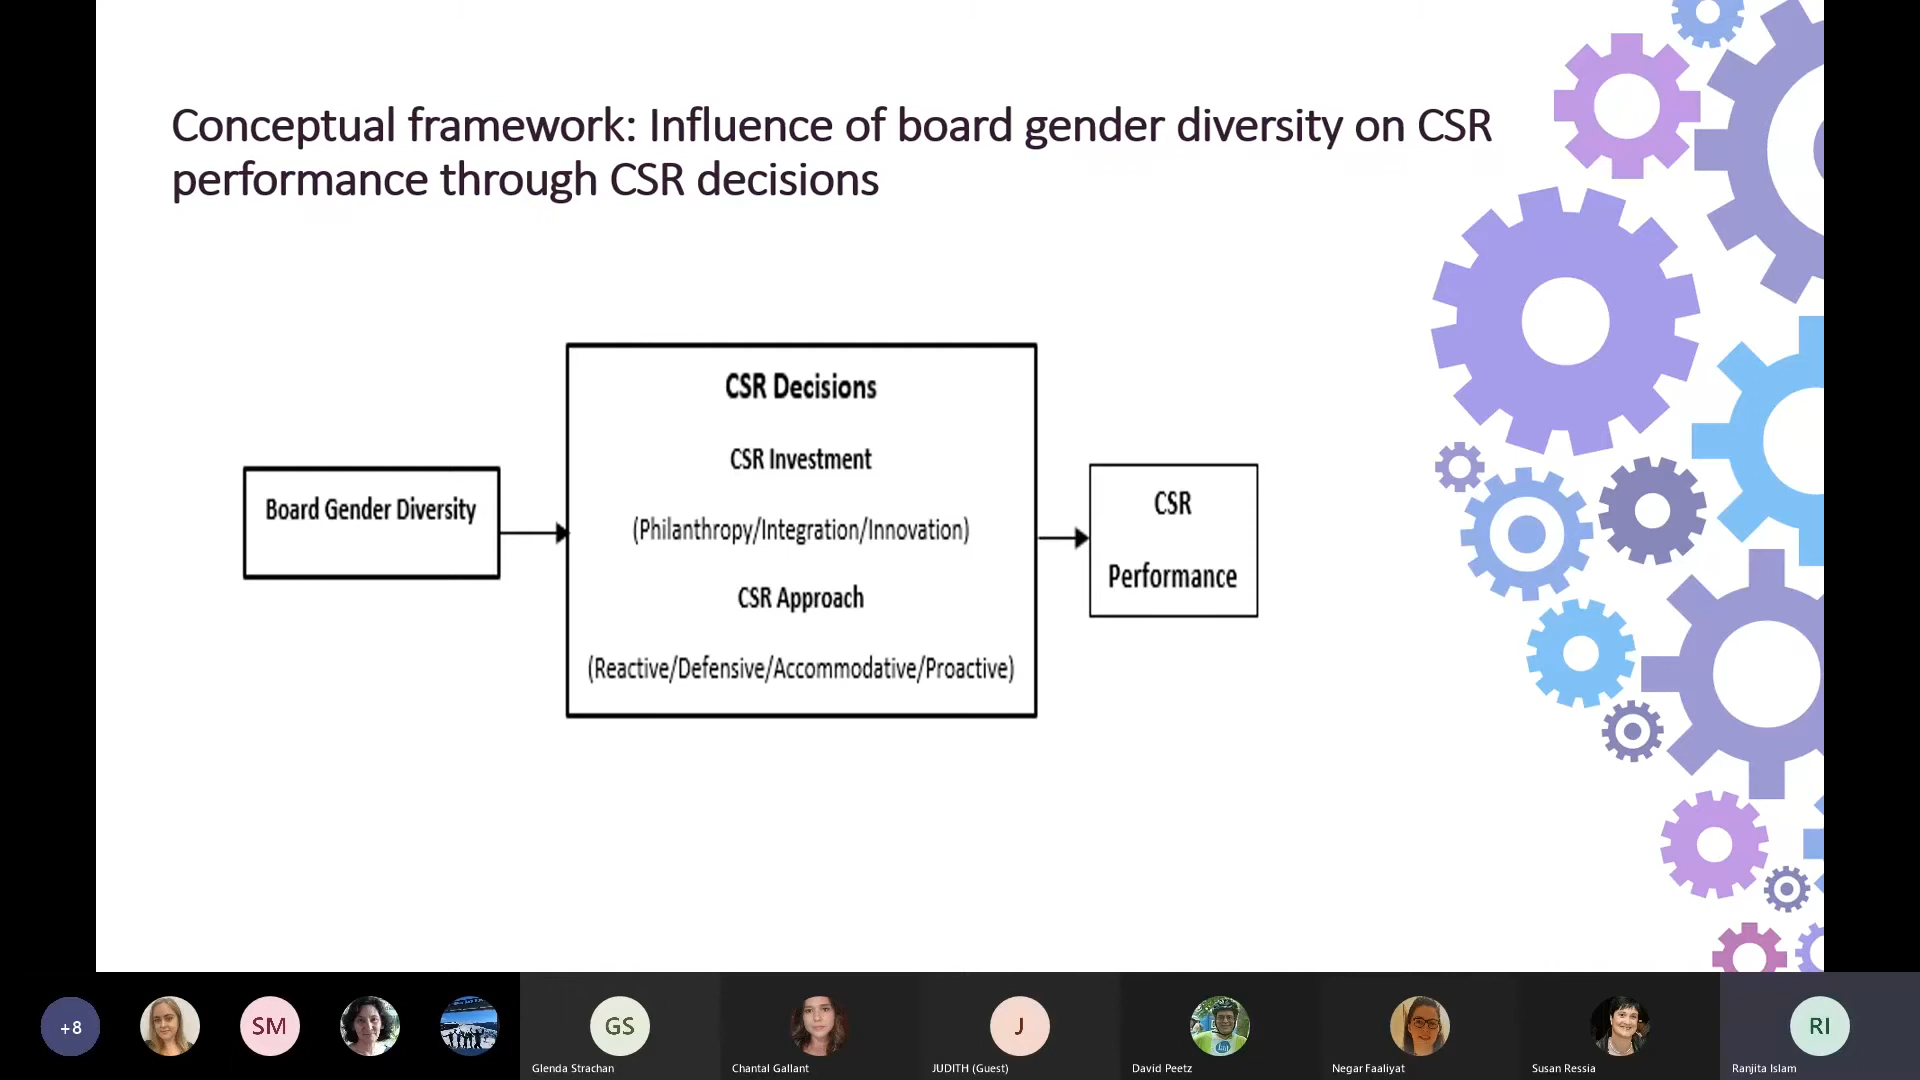 Conceptual framework: Influence of board gender diversity on CSR
performance through CSR decisions
Board Gender Diversity
CSR Decisions
CSR Investment
(Philanthropy/Integration/Innovation)
CSR Approach
(Reactive/Defensive/Accommodative/Proactive)
CSR
Performance
+8
SM
GS
J
RI
Glenda Strachan
Chantal Gallant
JUDITH (Guest)
David Peetz
Negar Faaliyat
Susan Ressia
Ranjita Islam